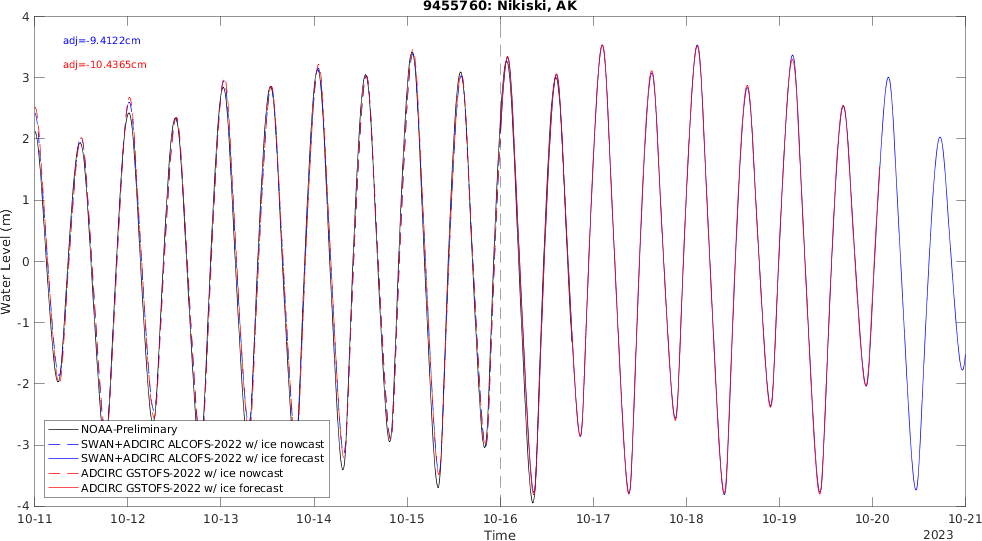 9455760: Nikiski, AK
adj=-9.4122cm
adj=-10.4365cm
Water Level (m)
4
3
2
1
0
-1
-2
-3
-4
NOAA-Preliminary
SWAN+ADCIRC ALCOFS-2022 w/ ice nowcast
SWAN+ADCIRC ALCOFS-2022 w/ ice forecast
ADCIRC GSTOFS-2022 w/ ice nowcast
ADCIRC GSTOFS-2022 w/ ice forecast
10-11 10-12 10-13 10-14 10-15 10-16 10-17 10-18 10-19 10-20 10-21
Time
2023